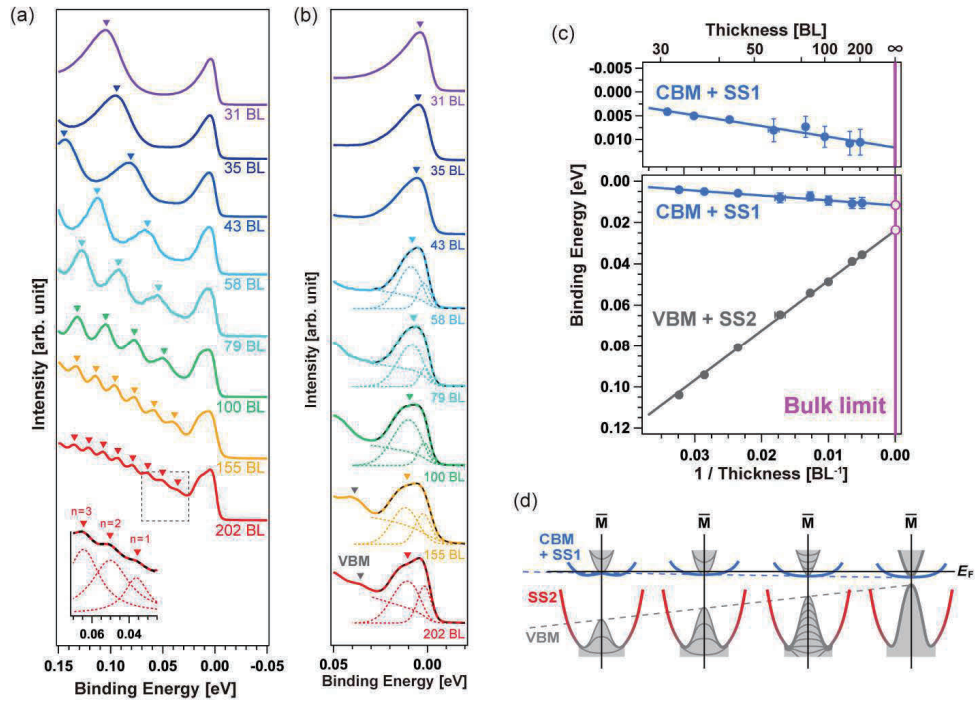 (a)
31 BL
35 BL
43 BL
58 BL
79 BL
100 BL
155 BL
202 BL
n=3
n=2
n=1
0.06 0.04
Intensity [arb. unit]
0.15 0.10 0.05 0.00 -0.05
Binding Energy [eV]
(b)
31 BL
35 BL
43 BL
58 BL
79 BL
100 BL
155 BL
VBM
202 BL
Intensity [arb. unit]
0.05 0.00
Binding Energy [eV]
(c)
Thickness [BL]
30 50 100 200 ∞
-0.005
0.000
0.005
0.010
CBM + SS1
0.00
0.02
0.04
0.06
0.08
0.10
0.12
CBM + SS1
VBM + SS2
Bulk limit
Binding Energy [eV]
0.03 0.02 0.01 0.00
1 / Thickness [BL⁻¹]
(d)
M̅ M̅ M̅ M̅
CBM
+ SS1
E_F
SS2
VBM